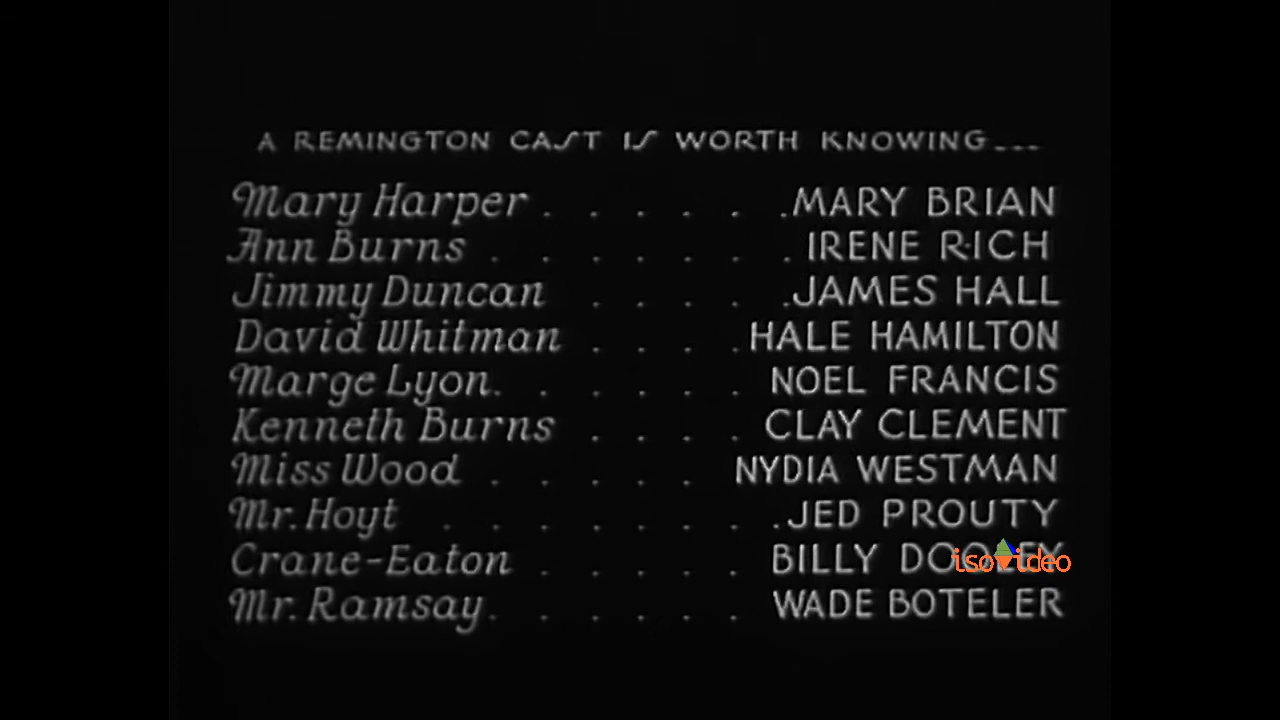 A REMINGTON CAST IS WORTH KNOWING...
Mary Harper . . . . . . MARY BRIAN
Ann Burns . . . . . . . IRENE RICH
Jimmy Duncan . . . . . JAMES HALL
David Whitman . . . . HALE HAMILTON
Marge Lyon. . . . . . NOEL FRANCIS
Kenneth Burns . . . . CLAY CLEMENT
Miss Wood . . . . . NYDIA WESTMAN
Mr. Hoyt . . . . . . . . JED PROUTY
Crane-Eaton . . . . . BILLY DOOLEY
Mr. Ramsay. . . . . . WADE BOTELER
isovideo